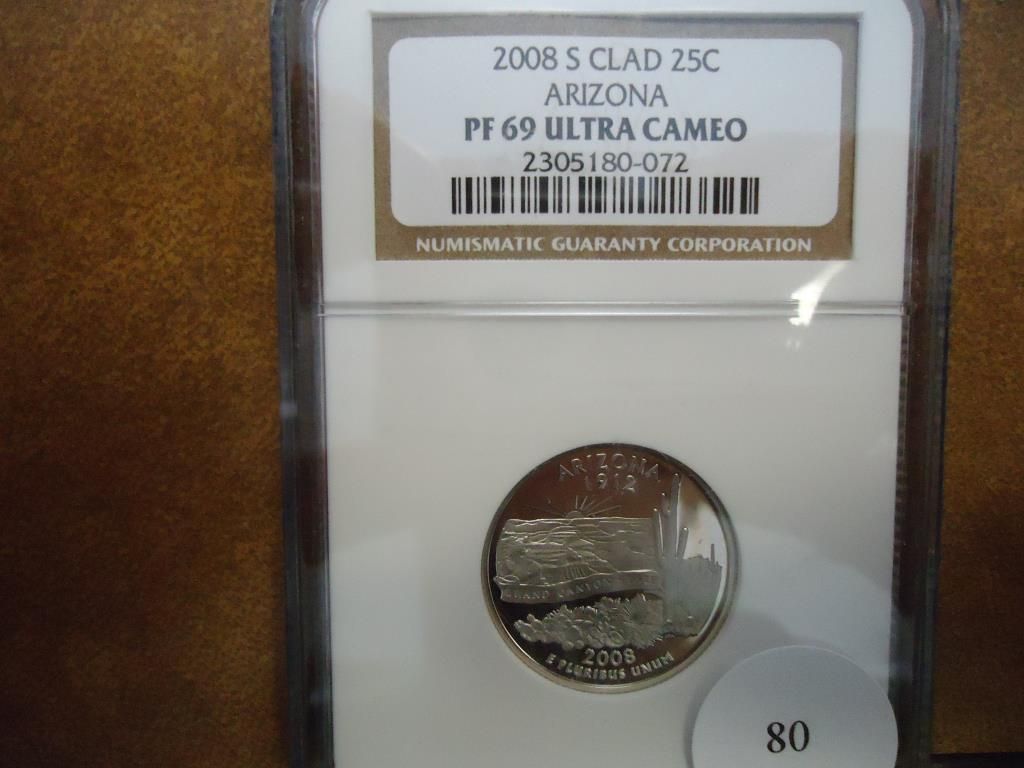 2008 S CLAD 25C
ARIZONA
PF 69 ULTRA CAMEO
2305180-072
NUMISMATIC GUARANTY CORPORATION
ARIZONA
1912
GRAND CANYON
2008
E PLURIBUS UNUM
80